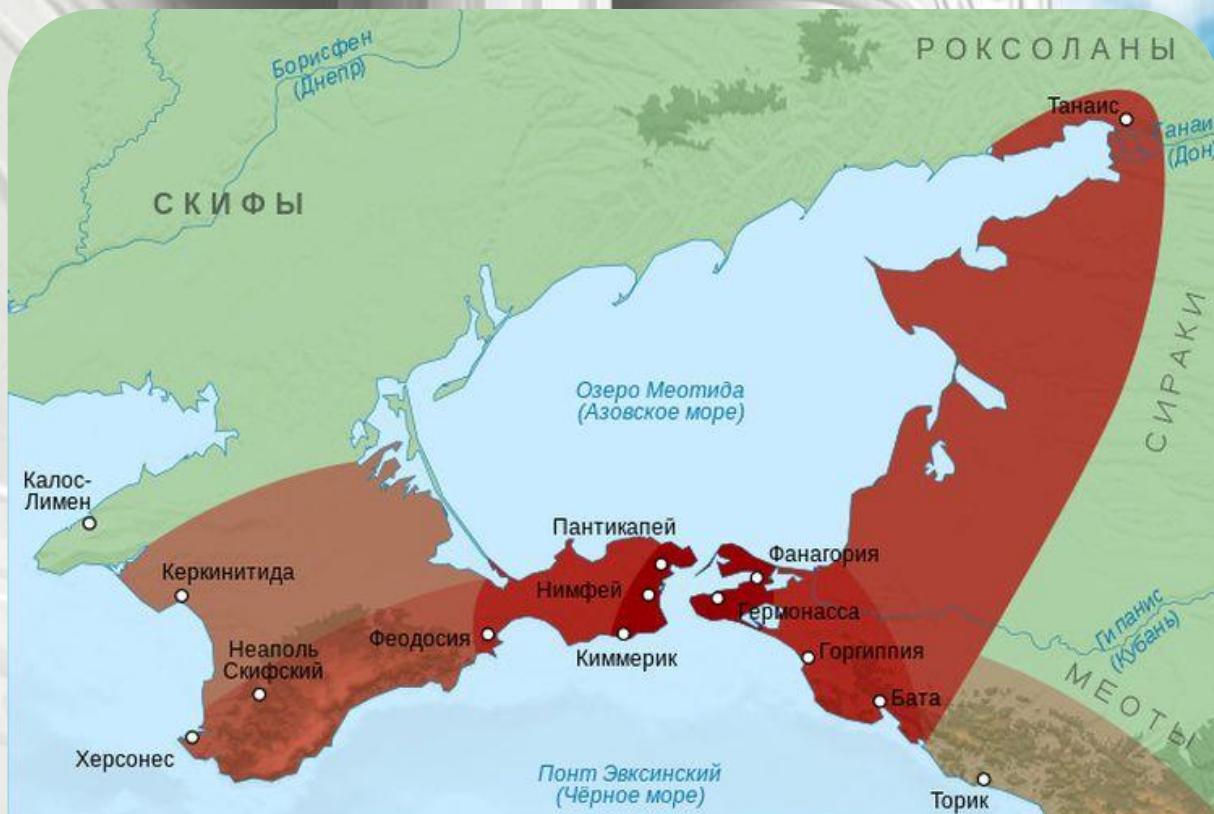 РОКСОЛАНЫ
Борисфен
(Днепр)
Танаис
Танаи
(Дон)
СКИФЫ
СИРАКИ
Озеро Меотида
(Азовское море)
Калос-
Лимен
Пантикапей
Фанагория
Керкинитида
Нимфей
Гермонасса
Феодосия
Неаполь
Скифский
Киммерик
Горгиппия
Гипанис
(Кубань)
МЕОТЫ
Бата
Херсонес
Понт Эвксинский
(Чёрное море)
Торик